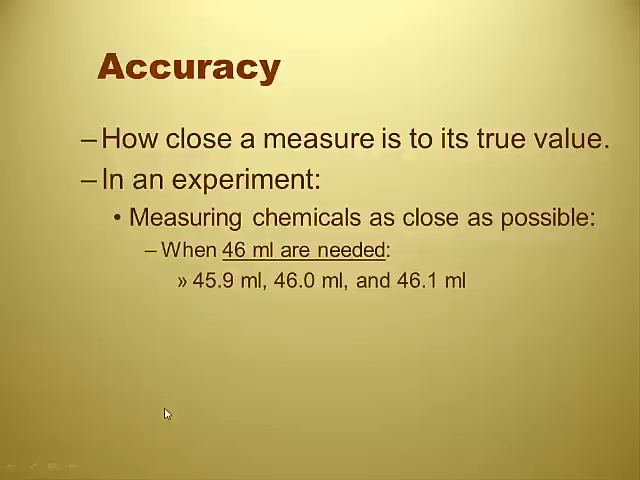 Accuracy
–How close a measure is to its true value.
–In an experiment:
• Measuring chemicals as close as possible:
– When 46 ml are needed:
» 45.9 ml, 46.0 ml, and 46.1 ml